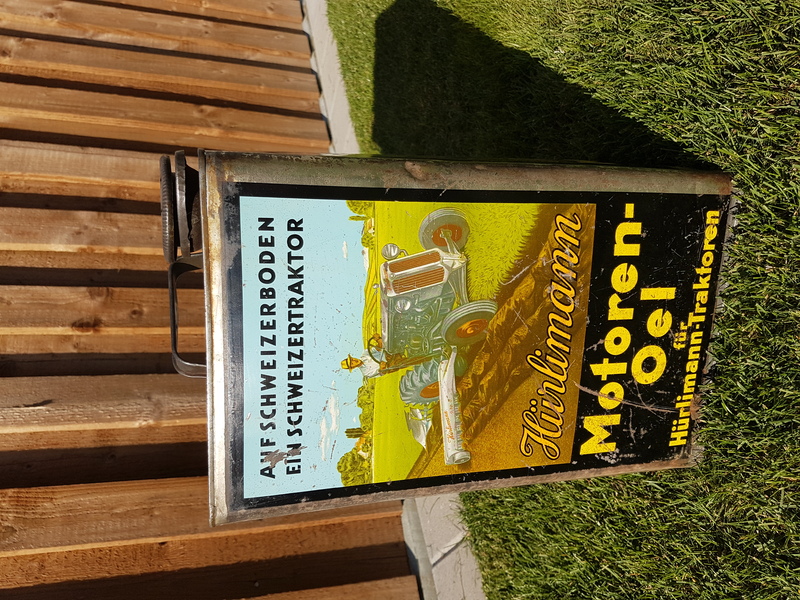 AUF SCHWEIZERBODEN
EIN SCHWEIZERTRAKTOR
Hürlimann
Motoren-
Oel
für
Hürlimann-Traktoren